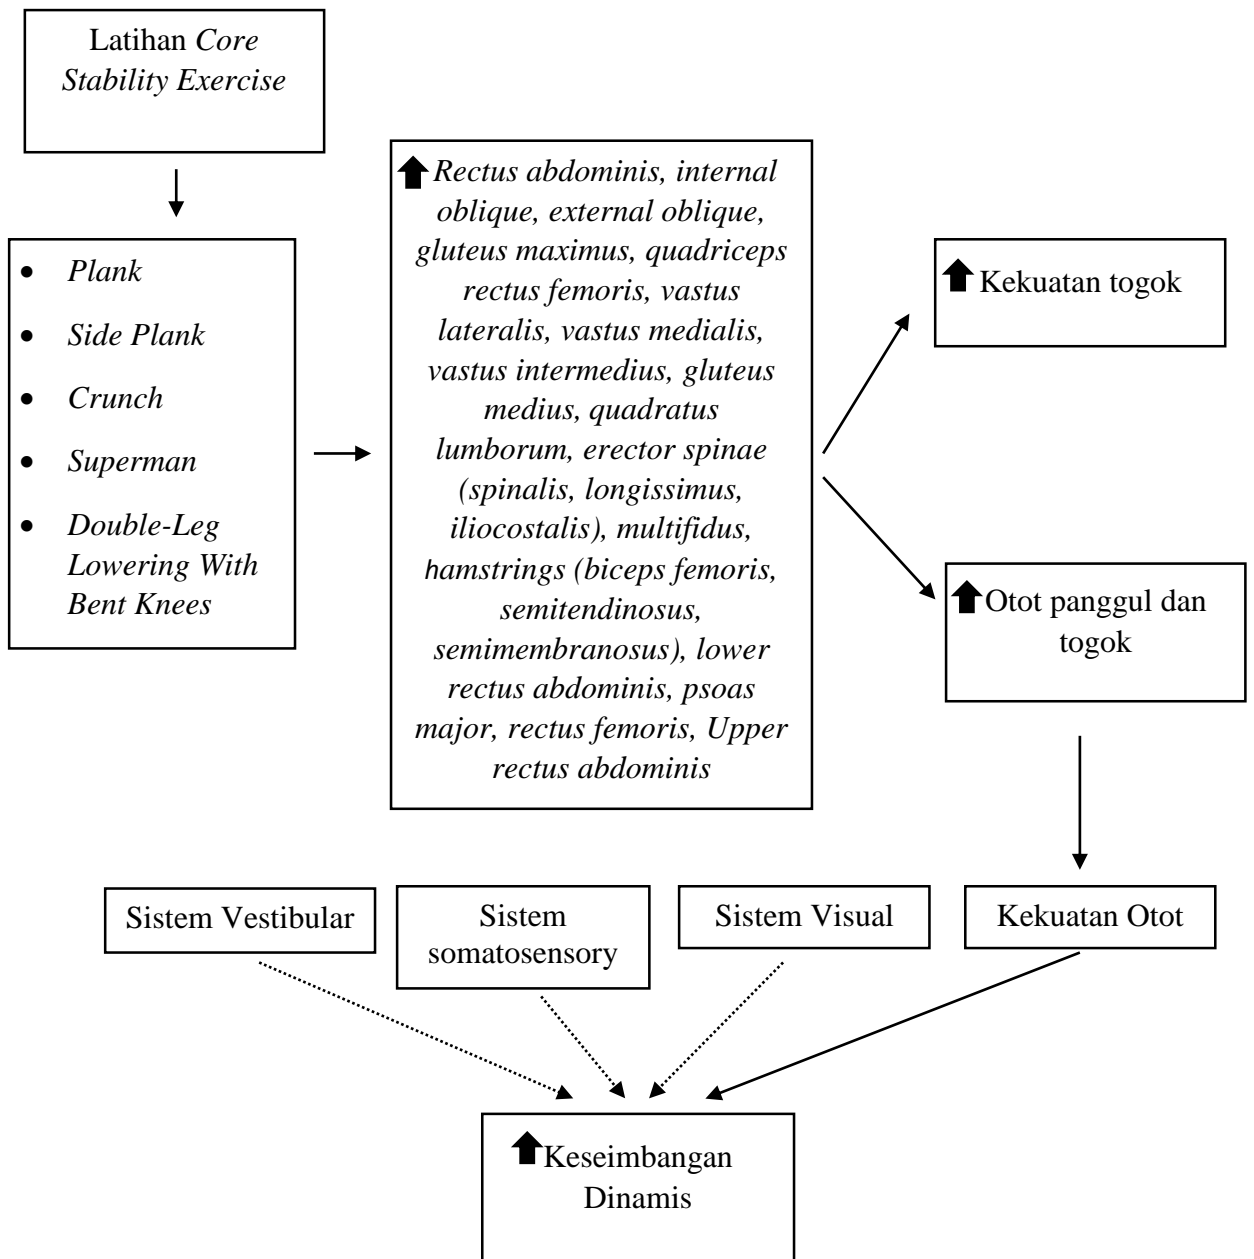 Latihan Core
Stability Exercise
• Plank
• Side Plank
• Crunch
• Superman
• Double-Leg
Lowering With
Bent Knees
Rectus abdominis, internal
oblique, external oblique,
gluteus maximus, quadriceps
rectus femoris, vastus
lateralis, vastus medialis,
vastus intermedius, gluteus
medius, quadratus
lumborum, erector spinae
(spinalis, longissimus,
iliocostalis), multifidus,
hamstrings (biceps femoris,
semitendinosus,
semimembranosus), lower
rectus abdominis, psoas
major, rectus femoris, Upper
rectus abdominis
Kekuatan togok
Otot panggul dan
togok
Sistem Vestibular
Sistem
somatosensory
Sistem Visual
Kekuatan Otot
Keseimbangan
Dinamis